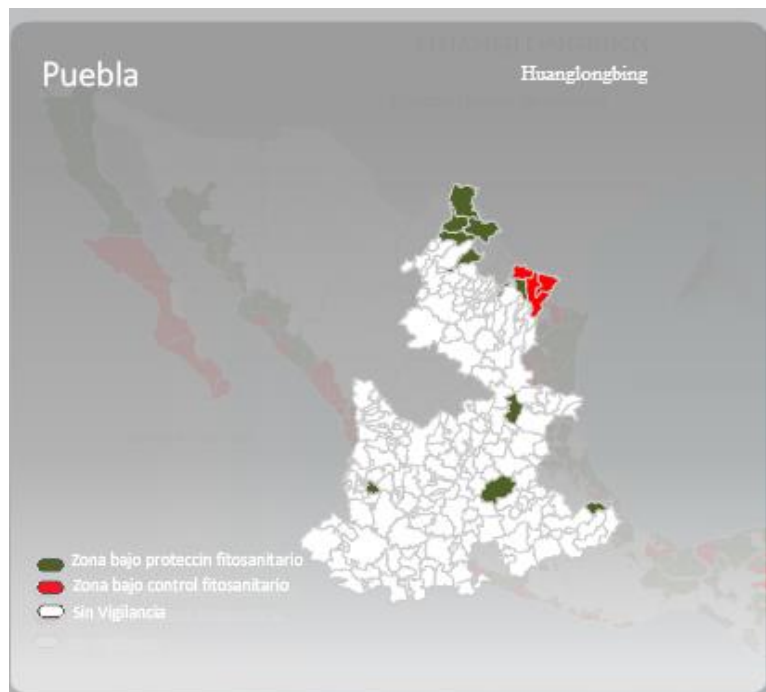 Puebla
Huanglongbing
Zona bajo proteccin fitosanitario
Zona bajo control fitosanitario
Sin Vigilancia